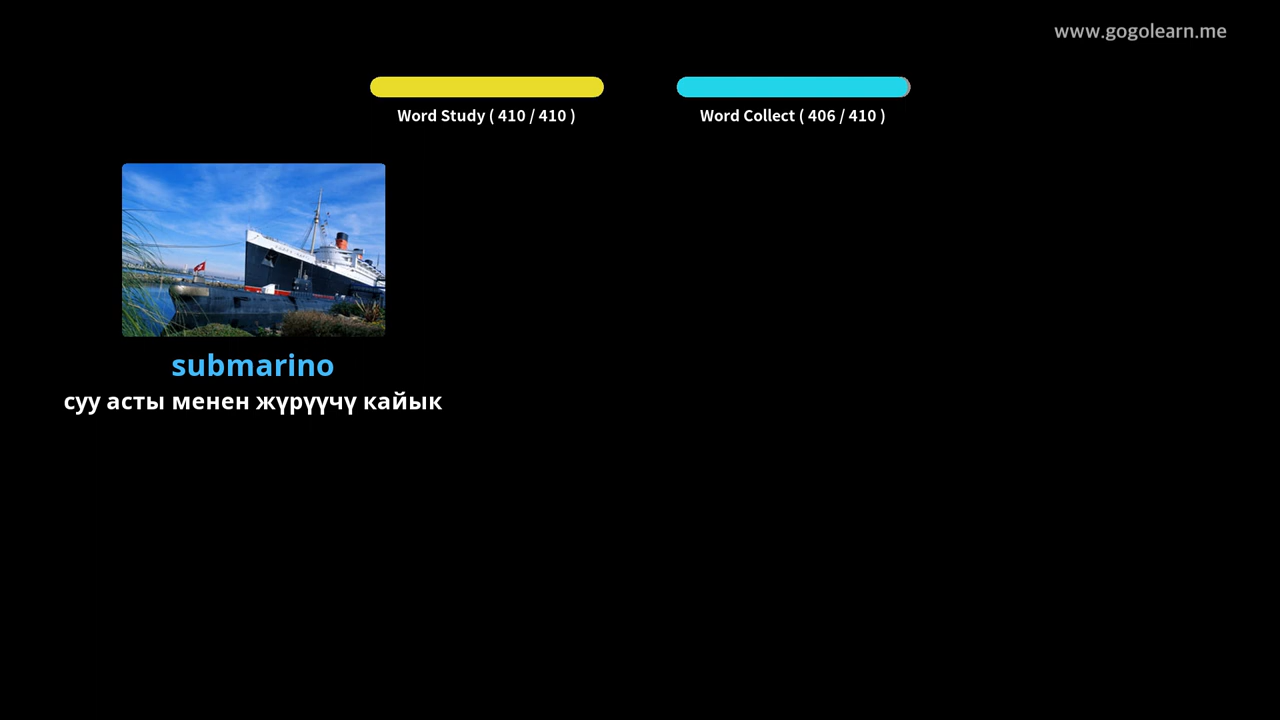 www.gogolearn.me
Word Study ( 410 / 410 )
Word Collect ( 406 / 410 )
submarino
суу асты менен жүрүүчү кайык